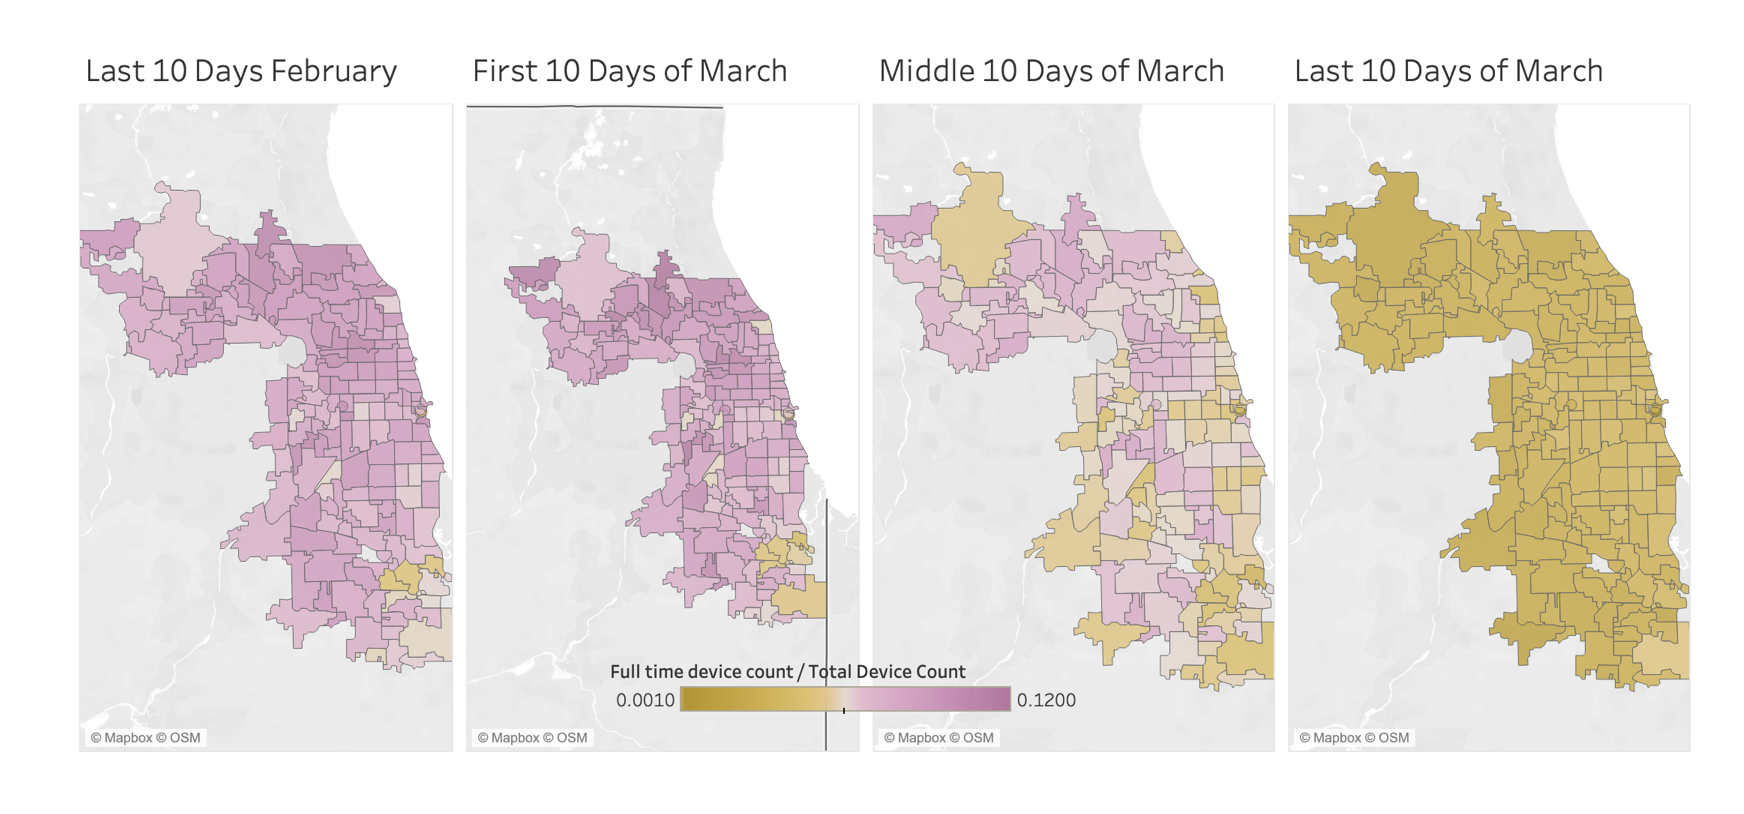 Last 10 Days February
First 10 Days of March
Middle 10 Days of March
Last 10 Days of March
Full time device count / Total Device Count
0.0010
0.1200
© Mapbox © OSM
© Mapbox © OSM
© Mapbox © OSM
© Mapbox © OSM